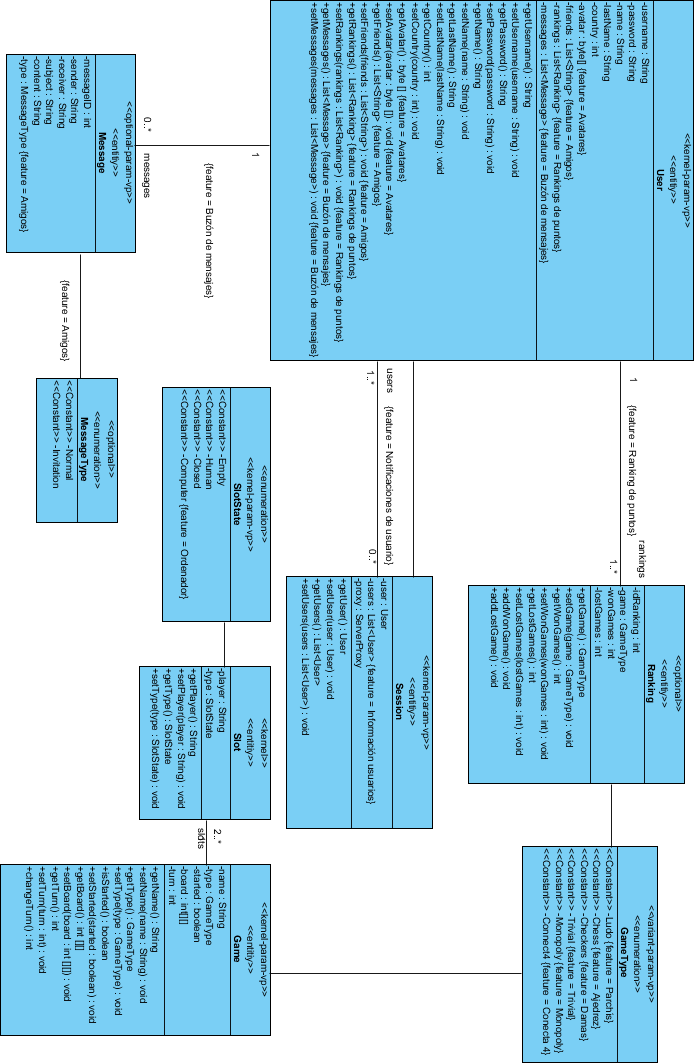 <<kernel-param-vp>>
<<entity>>
User
-username : String
-password : String
-name : String
-lastName : String
-country : int
-avatar : byte[] {feature = Avatares}
-friends : List<String> {feature = Amigos}
-rankings : List<Ranking> {feature = Rankings de puntos}
-messages : List<Message> {feature = Buzón de mensajes}
+getUsername() : String
+setUsername(username : String) : void
+getPassword() : String
+setPassword(password : String) : void
+getName() : String
+setName(name : String) : void
+getLastName() : String
+setLastName(lastName : String) : void
+getCountry() : int
+setCountry(country : int) : void
+getAvatar() : byte [] {feature = Avatares}
+setAvatar(avatar : byte []) : void {feature = Avatares}
+getFriends() : List<String> {feature = Amigos}
+setFriends(friends : List<String>) : void {feature = Amigos}
+getRankings() : List<Ranking> {feature = Rankings de puntos}
+setRankings(rankings : List<Ranking>) : void {feature = Rankings de puntos}
+getMessages() : List<Message> {feature = Buzón de mensajes}
+setMessages(messages : List<Message>) : void {feature = Buzón de mensajes}
1
{feature = Buzón de mensajes}
0..*
messages
<<optional-param-vp>>
<<entity>>
Message
-messageID : int
-sender : String
-receiver : String
-subject : String
-content : String
-type : MessageType {feature = Amigos}
{feature = Amigos}
<<optional>>
<<enumeration>>
MessageType
<<Constant>> -Normal
<<Constant>> -Invitation
1
{feature = Ranking de puntos}
rankings
1..*
users
1..*
{feature = Notificaciones de usuario}
0..*
<<optional>>
<<entity>>
Ranking
-idRanking : int
-game : GameType
-wonGames : int
-lostGames : int
+getGame() : GameType
+setGame(game : GameType) : void
+getWonGames() : int
+setWonGames(wonGames : int) : void
+getLostGames() : int
+setLostGames(lostGames : int) : void
+addWonGame() : void
+addLostGame() : void
<<kernel-param-vp>>
<<entity>>
Session
-user : User
-users : List<User> {feature = Información usuarios}
-proxy : ServerProxy
+getUser() : User
+setUser(user : User) : void
+getUsers() : List<User>
+setUsers(users : List<User>) : void
<<enumeration>>
<<kernel-param-vp>>
SlotState
<<Constant>> -Empty
<<Constant>> -Human
<<Constant>> -Closed
<<Constant>> -Computer {feature = Ordenador}
<<kernel>>
<<entity>>
Slot
-player : String
-type : SlotState
+getPlayer() : String
+setPlayer(player : String) : void
+getType() : SlotState
+setType(type : SlotState) : void
2..*
slots
<<variant-param-vp>>
<<enumeration>>
GameType
<<Constant>> -Ludo {feature = Parchís}
<<Constant>> -Chess {feature = Ajedrez}
<<Constant>> -Checkers {feature = Damas}
<<Constant>> -Trivial {feature = Trivial}
<<Constant>> -Monopoly {feature = Monopoly}
<<Constant>> -Connect4 {feature = Conecta 4}
<<kernel-param-vp>>
<<entity>>
Game
-name : String
-type : GameType
-started : boolean
-board : int[][]
-turn : int
+getName() : String
+setName(name : String) : void
+getType() : GameType
+setType(type : GameType) : void
+isStarted() : boolean
+setStarted(started : boolean) : void
+getBoard() : int [][]
+setBoard(board : int [][]) : void
+getTurn() : int
+setTurn(turn : int) : void
+changeTurn() : int